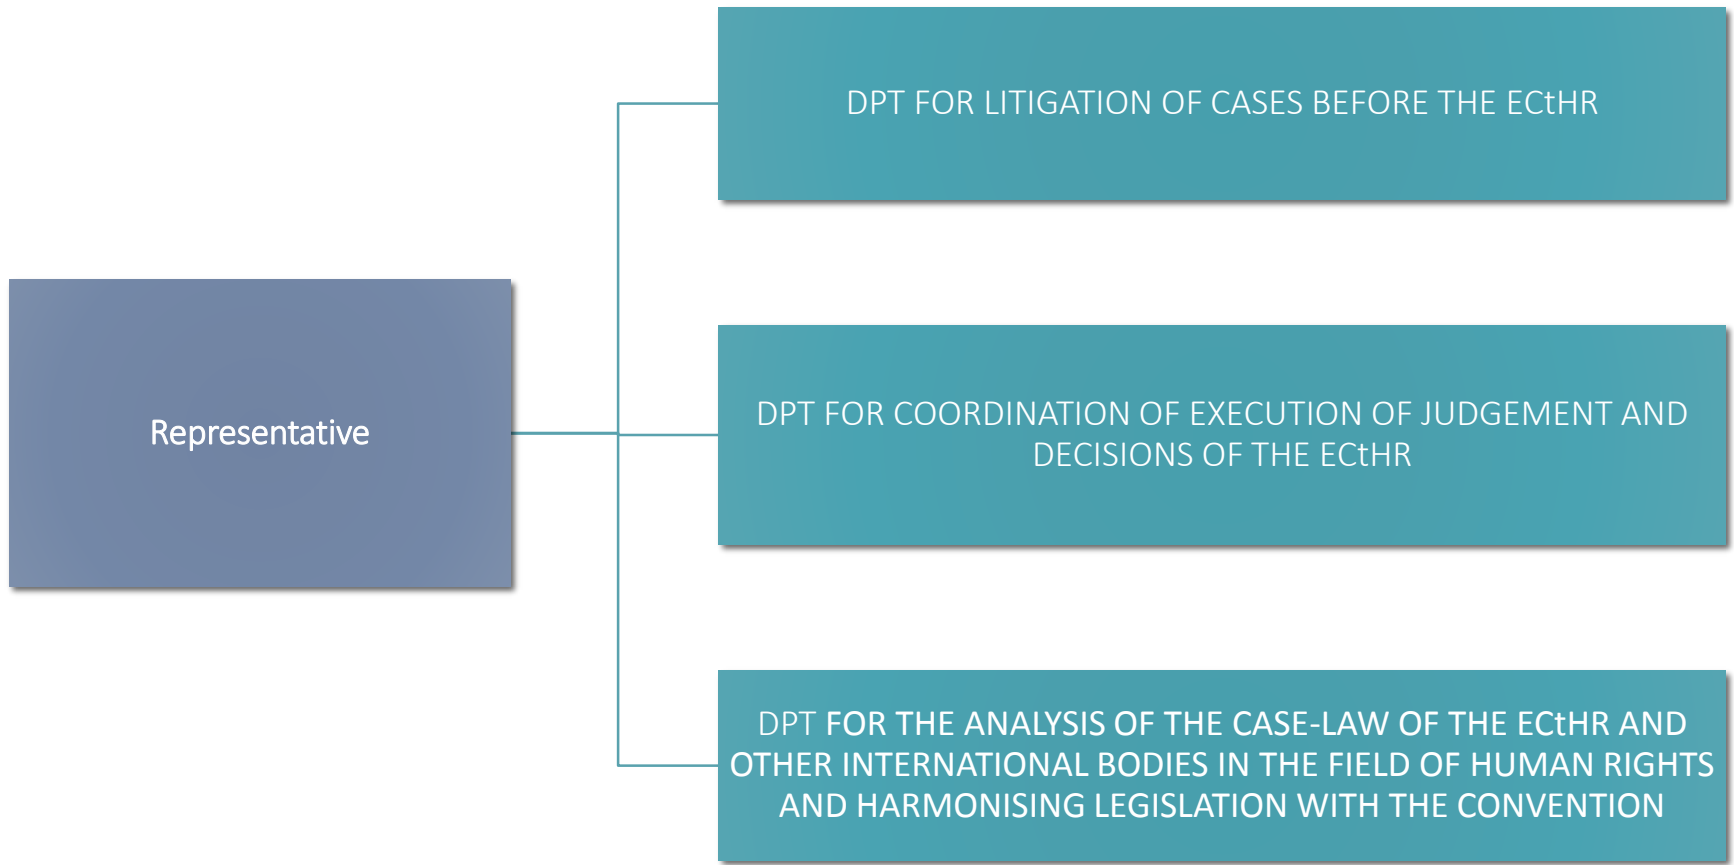 DPT FOR LITIGATION OF CASES BEFORE THE ECtHR
Representative
DPT FOR COORDINATION OF EXECUTION OF JUDGEMENT AND
DECISIONS OF THE ECtHR
DPT FOR THE ANALYSIS OF THE CASE-LAW OF THE ECtHR AND
OTHER INTERNATIONAL BODIES IN THE FIELD OF HUMAN RIGHTS
AND HARMONISING LEGISLATION WITH THE CONVENTION